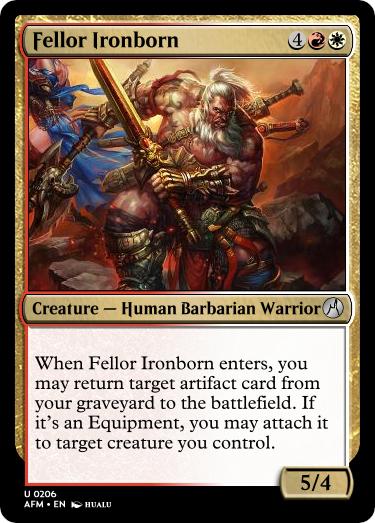 Fellor Ironborn 4
Creature — Human Barbarian Warrior
When Fellor Ironborn enters, you
may return target artifact card from
your graveyard to the battlefield. If
it's an Equipment, you may attach it
to target creature you control.
5/4
U 0206
AFM • EN HUALU